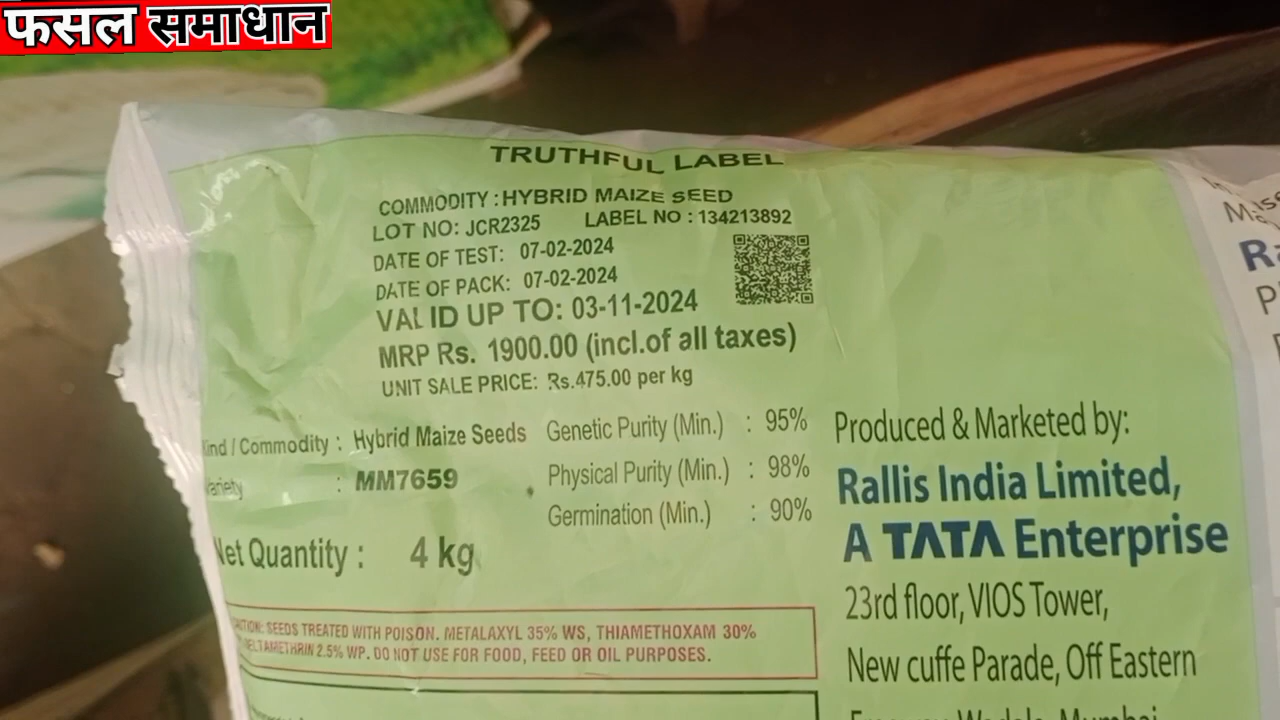 फसल समाधान
TRUTHFUL LABEL
COMMODITY : HYBRID MAIZE SEED
LOT NO: JCR2325 LABEL NO : 134213892
DATE OF TEST: 07-02-2024
DATE OF PACK: 07-02-2024
VALID UP TO: 03-11-2024
MRP Rs. 1900.00 (incl.of all taxes)
UNIT SALE PRICE: Rs.475.00 per kg
/ Commodity : Hybrid Maize Seeds
: MM7659
Net Quantity : 4 kg
Genetic Purity (Min.) : 95%
Physical Purity (Min.) : 98%
Germination (Min.) : 90%
SEEDS TREATED WITH POISON. METALAXYL 35% WS, THIAMETHOXAM 30%
2.5% WP. DO NOT USE FOR FOOD, FEED OR OIL PURPOSES.
Produced & Marketed by:
Rallis India Limited,
A TATA Enterprise
23rd floor, VIOS Tower,
New cuffe Parade, Off Eastern